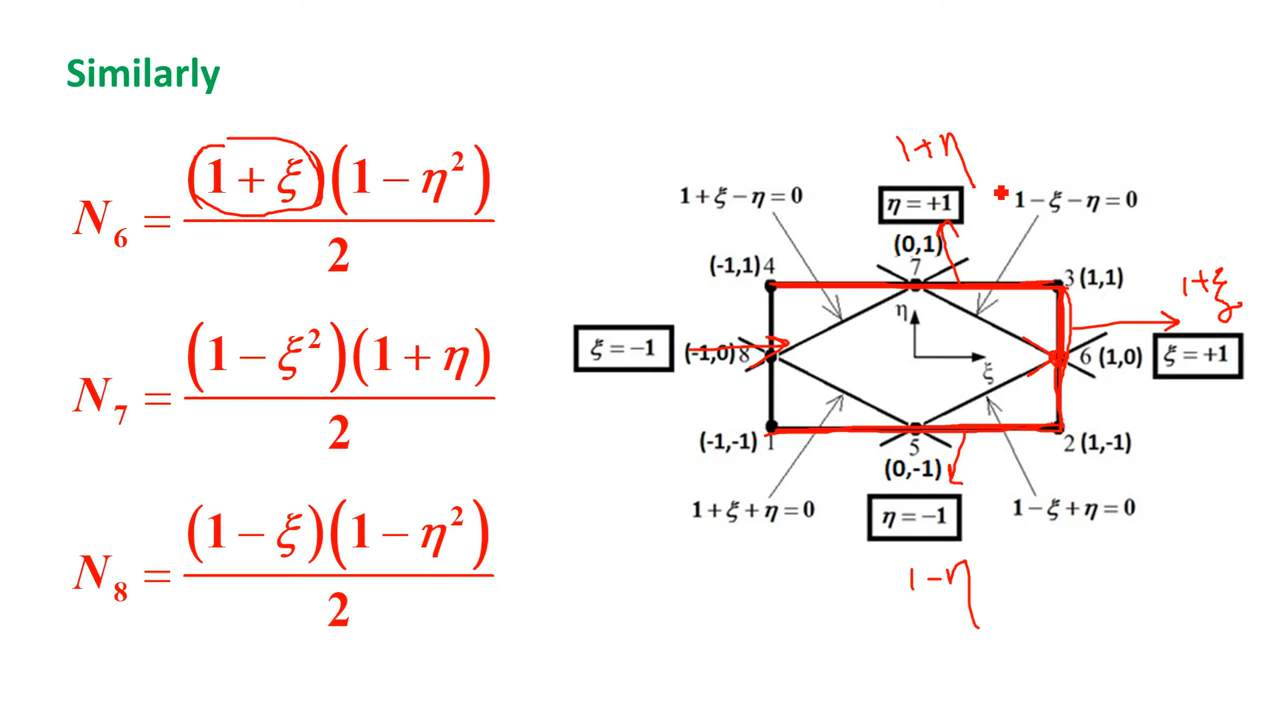 Similarly
N₆ = (1 + ξ)(1 − η²) / 2
N₇ = (1 − ξ²)(1 + η) / 2
N₈ = (1 − ξ)(1 − η²) / 2
1+η
1+ξ−η=0
η=+1
1−ξ−η=0
(0,1)
(-1,1) 4
7
3 (1,1)
1+ξ
η
ξ=−1
(-1,0) 8
6 (1,0)
ξ=+1
ξ
(-1,-1) 1
5
2 (1,-1)
(0,-1)
1+ξ+η=0
η=−1
1−ξ+η=0
1−η